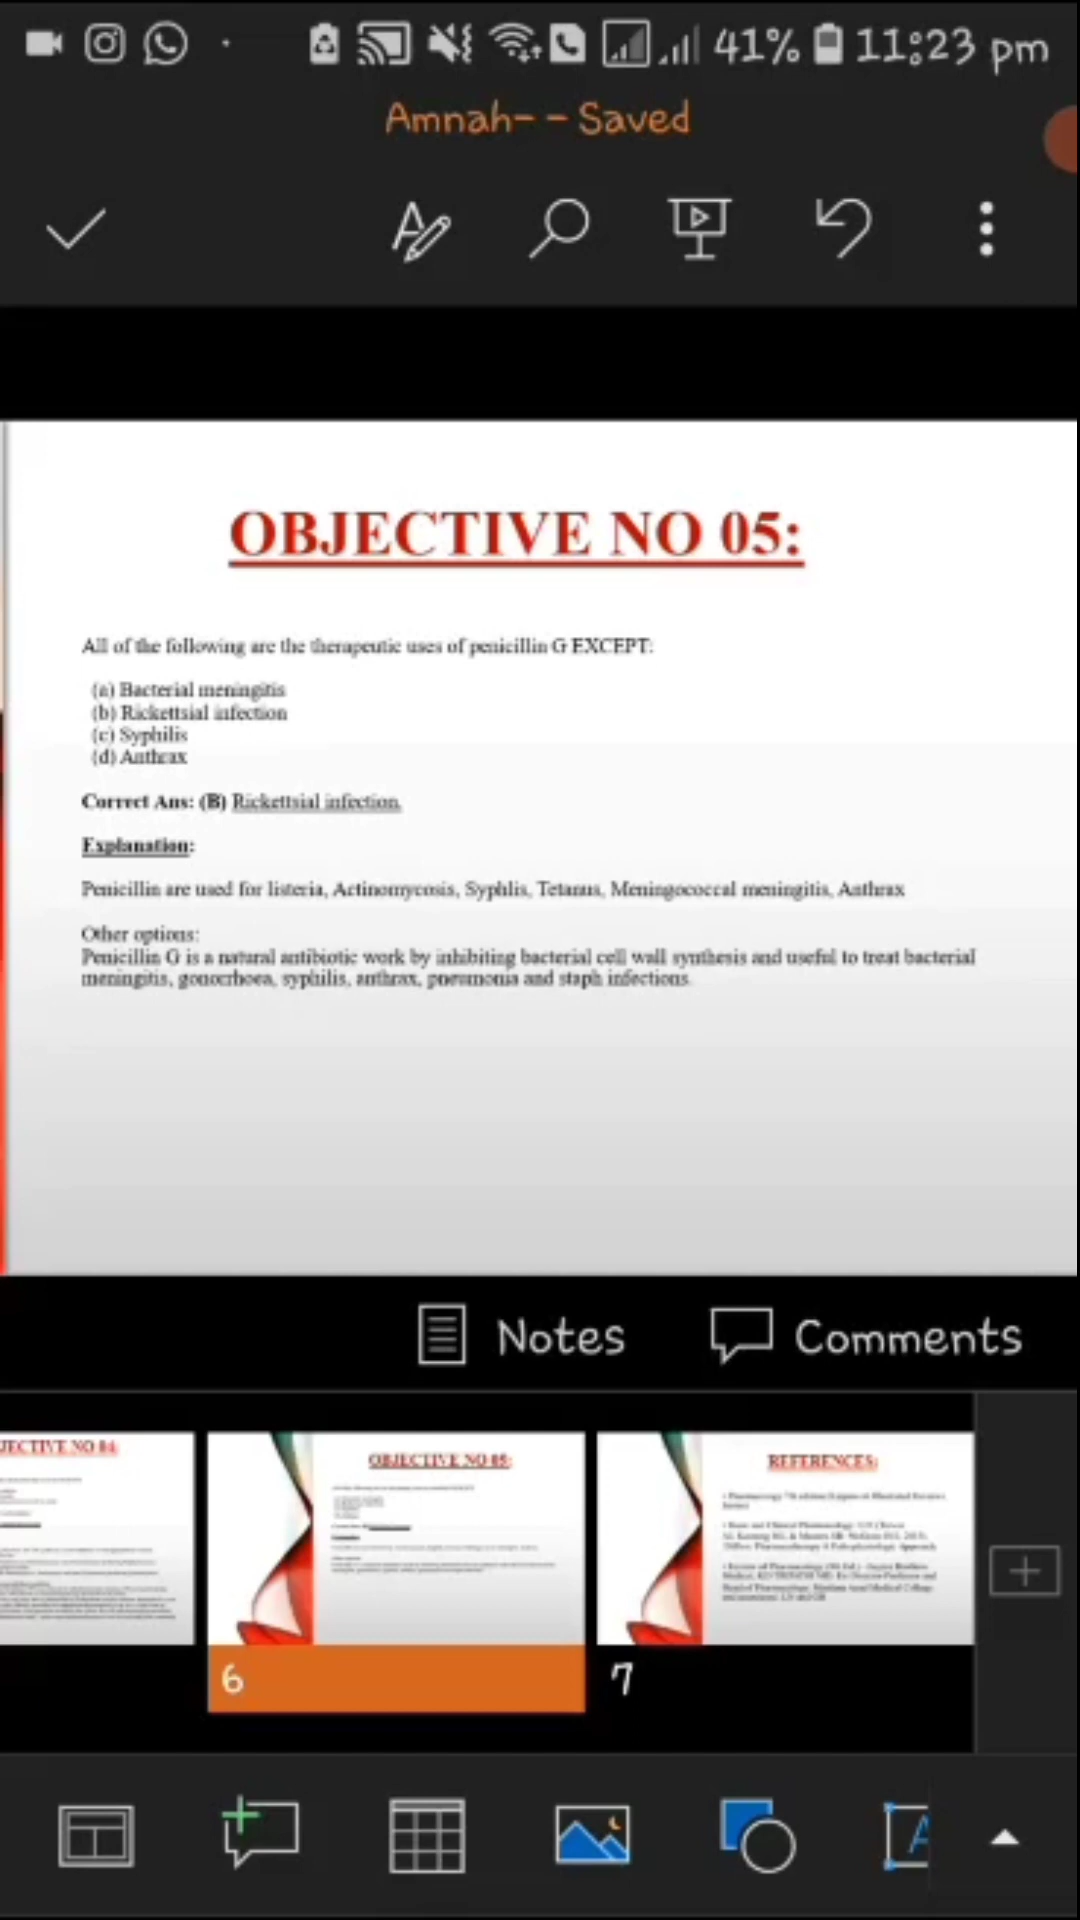 41% 11:23 pm
Amnah- - Saved
OBJECTIVE NO 05:
All of the following are the therapeutic uses of penicillin G EXCEPT:
(a) Bacterial meningitis
(b) Rickettsial infection
(c) Syphilis
(d) Anthrax
Correct Ans: (B) Rickettsial infection.
Explanation:
Penicillin are used for listeria, Actinomycosis, Syphlis, Tetanus, Meningococcal meningitis, Anthrax
Other options:
Penicillin G is a natural antibiotic work by inhibiting bacterial cell wall synthesis and useful to treat bacterial
meningitis, gonorrhoea, syphilis, anthrax, pneumonia and staph infections.
Notes Comments
JECTIVE NO 04:
OBJECTIVE NO 05:
REFERENCES:
6
7